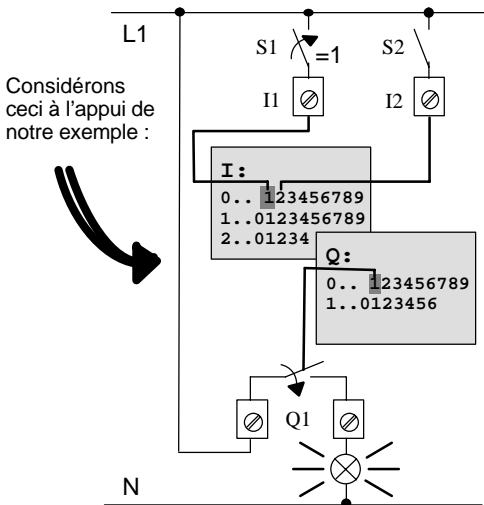 L1
S1
=1
S2
Considérons
ceci à l'appui de
notre exemple :
I1
I2
I:
0.. 123456789
1..0123456789
2..01234
Q:
0.. 123456789
1..0123456
Q1
N